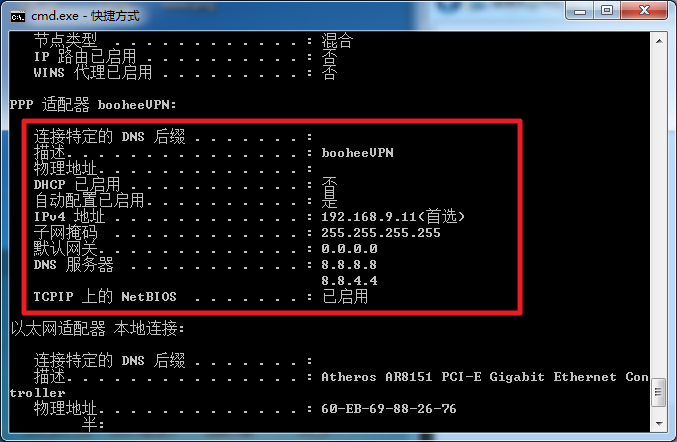 cmd.exe - 快捷方式
节点类型 . . . . . . . . . . . . : 混合
IP 路由已启用 . . . . . . . . . . : 否
WINS 代理已启用 . . . . . . . . . : 否
PPP 适配器 booheeVPN:
连接特定的 DNS 后缀 . . . . . . . :
描述. . . . . . . . . . . . . . . : booheeVPN
物理地址. . . . . . . . . . . . . :
DHCP 已启用 . . . . . . . . . . . : 否
自动配置已启用. . . . . . . . . . : 是
IPv4 地址 . . . . . . . . . . . . : 192.168.9.11(首选)
子网掩码 . . . . . . . . . . . . : 255.255.255.255
默认网关. . . . . . . . . . . . . : 0.0.0.0
DNS 服务器 . . . . . . . . . . . : 8.8.8.8
8.8.4.4
TCPIP 上的 NetBIOS . . . . . . . : 已启用
以太网适配器 本地连接:
连接特定的 DNS 后缀 . . . . . . . :
描述. . . . . . . . . . . . . . . : Atheros AR8151 PCI-E Gigabit Ethernet Con
troller
物理地址. . . . . . . . . . . . . : 60-EB-69-88-26-76
半: